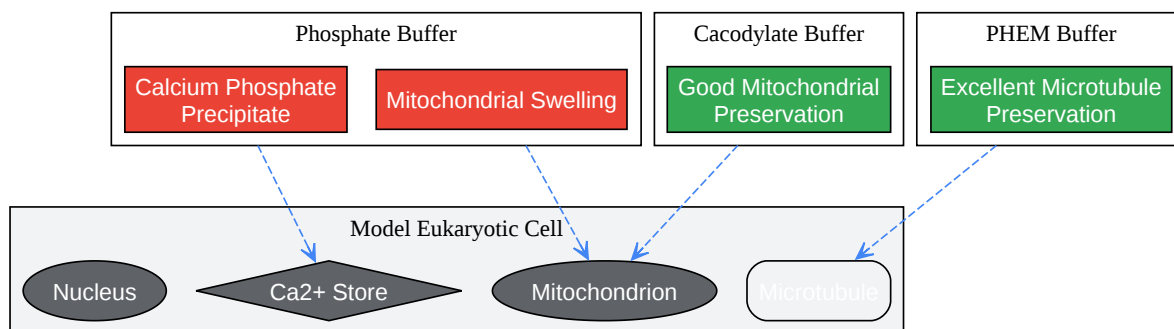 Phosphate Buffer
Cacodylate Buffer
PHEM Buffer
Calcium Phosphate
Precipitate
Mitochondrial Swelling
Good Mitochondrial
Preservation
Excellent Microtubule
Preservation
Model Eukaryotic Cell
Nucleus
Ca2+ Store
Mitochondrion
Microtubule